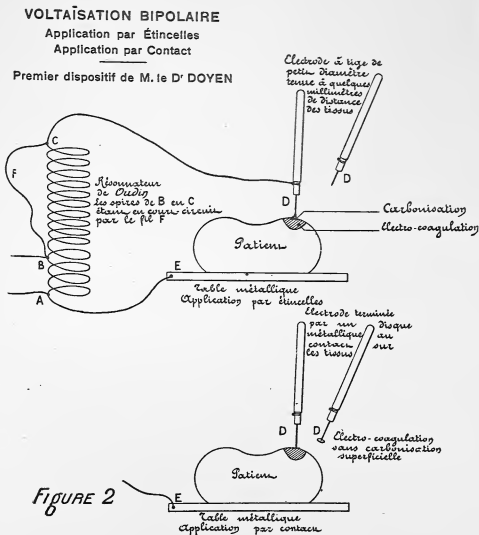 VOLTAÏSATION BIPOLAIRE
Application par Étincelles
Application par Contact
Premier dispositif de M. le Dr DOYEN
Electrode à tige de
petit diamètre
tenue à quelques
millimètres
de distance
des tissus
C
F
Résonnateur
de Oudin
les spires de B en C
étant en court circuit
par le fil F
D
D
Carbonisation
Electro-coagulation
Patient
B
E
A
Table métallique
Application par étincelles
Electrode terminée
par un disque
métallique au
contact sur
les tissus
D
D
Electro-coagulation
sans carbonisation
superficielle
Patient
FIGURE 2
E
Table métallique
Application par contact